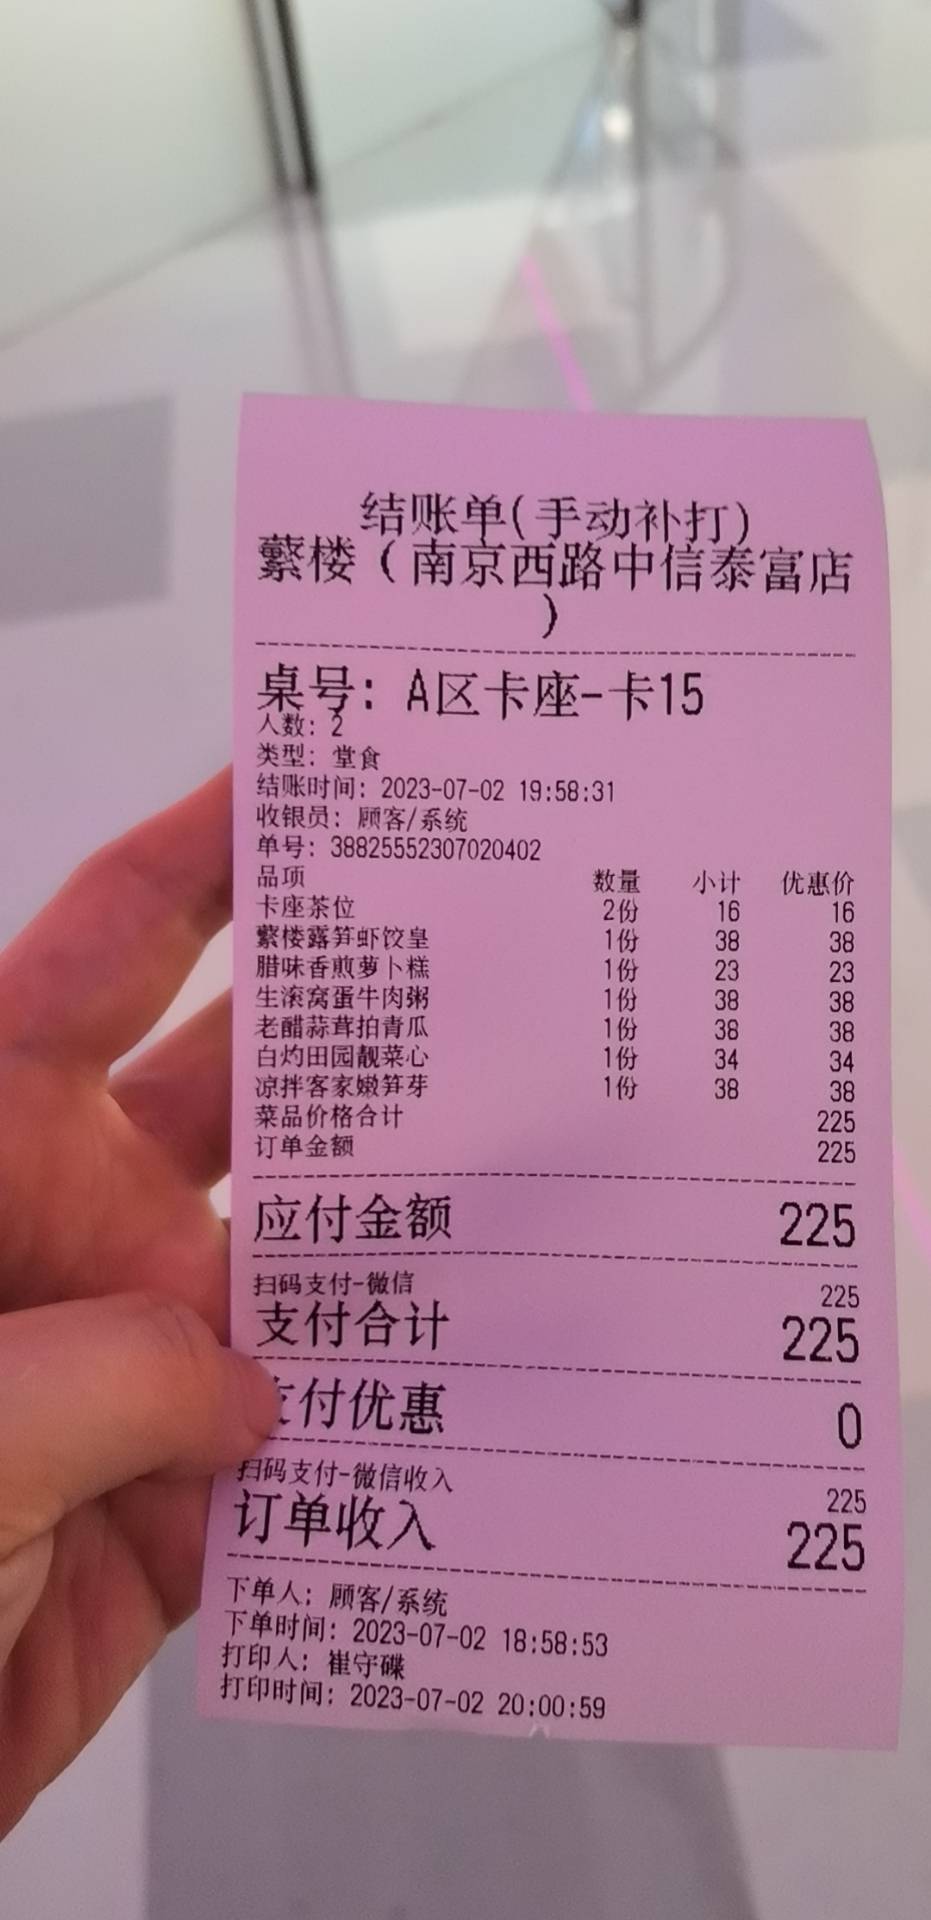 结账单(手动补打)
蘩楼（南京西路中信泰富店
）
桌号: A区卡座-卡15
人数: 2
类型: 堂食
结账时间: 2023-07-02 19:58:31
收银员: 顾客/系统
单号: 38825552307020402
品项 数量 小计 优惠价
卡座茶位 2份 16 16
蘩楼露笋虾饺皇 1份 38 38
腊味香煎萝卜糕 1份 23 23
生滚窝蛋牛肉粥 1份 38 38
老醋蒜茸拍青瓜 1份 38 38
白灼田园靓菜心 1份 34 34
凉拌客家嫩笋芽 1份 38 38
菜品价格合计 225
订单金额 225
应付金额 225
扫码支付-微信 225
支付合计 225
支付优惠 0
扫码支付-微信收入 225
订单收入 225
下单人: 顾客/系统
下单时间: 2023-07-02 18:58:53
打印人: 崔守碟
打印时间: 2023-07-02 20:00:59